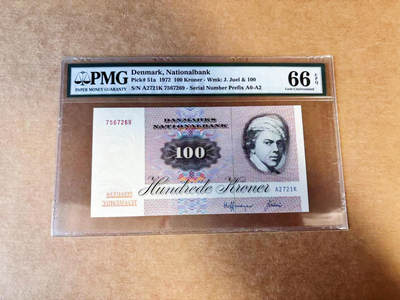 PMG
PAPER MONEY GUARANTY
Denmark, Nationalbank
Pick# 51a 1972 100 Kroner - Wmk: J. Juel & 100
S/N A2721K 7567269 - Serial Number Prefix A0-A2
66 EPQ
Gem Uncirculated
7567269
DANMARKS
NATIONALBANK
100
Hundrede Kroner
A2721K